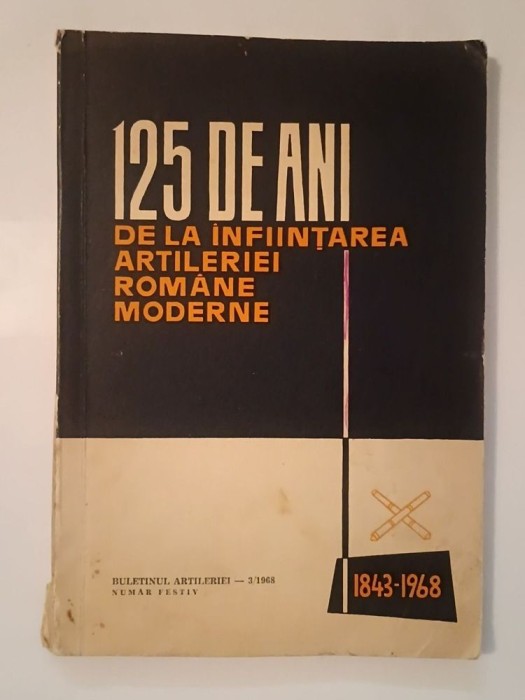 125 DE ANI
DE LA ÎNFIINȚAREA
ARTILERIEI
ROMÂNE
MODERNE
BULETINUL ARTILERIEI — 3/1968
NUMĂR FESTIV
1843-1968